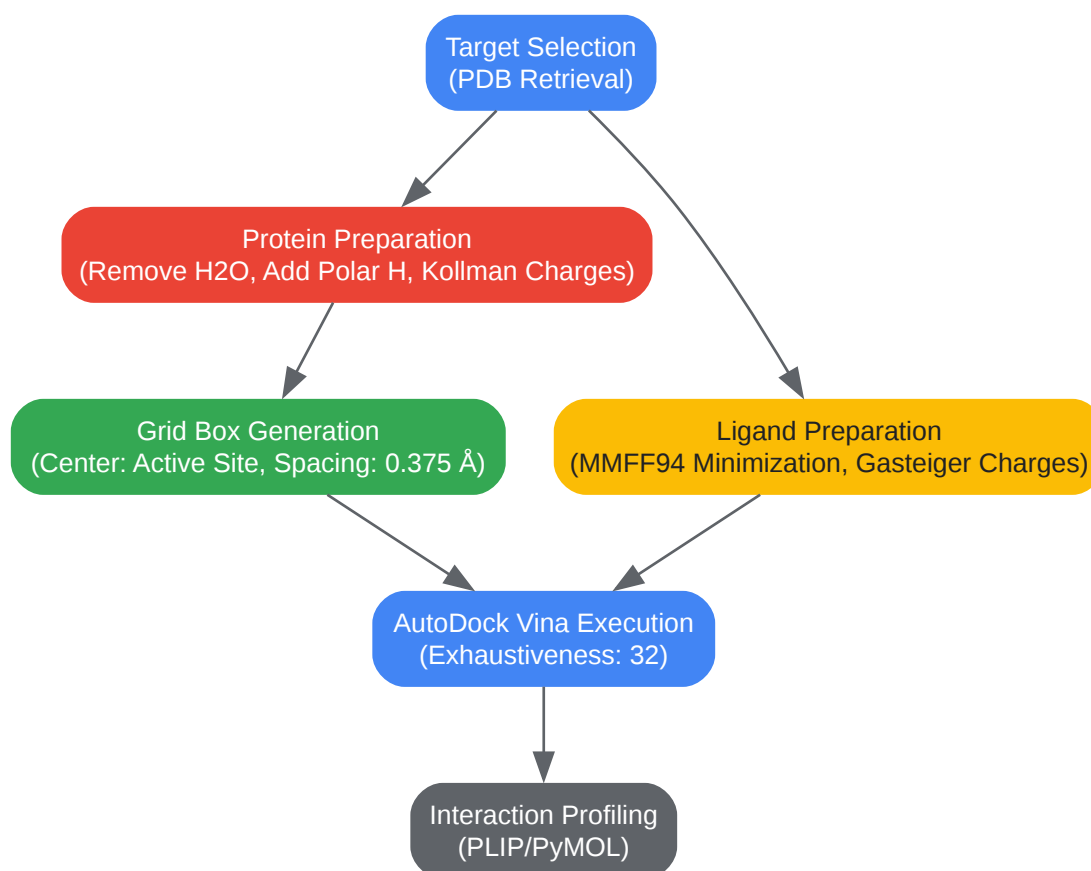 Target Selection
(PDB Retrieval)
Protein Preparation
(Remove H2O, Add Polar H, Kollman Charges)
Grid Box Generation
(Center: Active Site, Spacing: 0.375 Å)
Ligand Preparation
(MMFF94 Minimization, Gasteiger Charges)
AutoDock Vina Execution
(Exhaustiveness: 32)
Interaction Profiling
(PLIP/PyMOL)